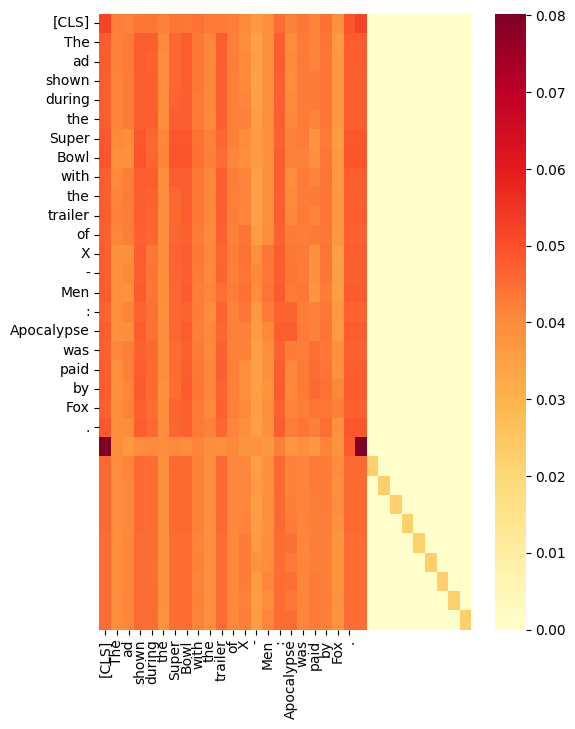 [CLS]
The
ad
shown
during
the
Super
Bowl
with
the
trailer
of
X
-
Men
:
Apocalypse
was
paid
by
Fox
.
0.08
0.07
0.06
0.05
0.04
0.03
0.02
0.01
0.00
[CLS]
The
ad
shown
during
the
Super
Bowl
with
the
trailer
of
X
-
Men
:
Apocalypse
was
paid
by
Fox
.